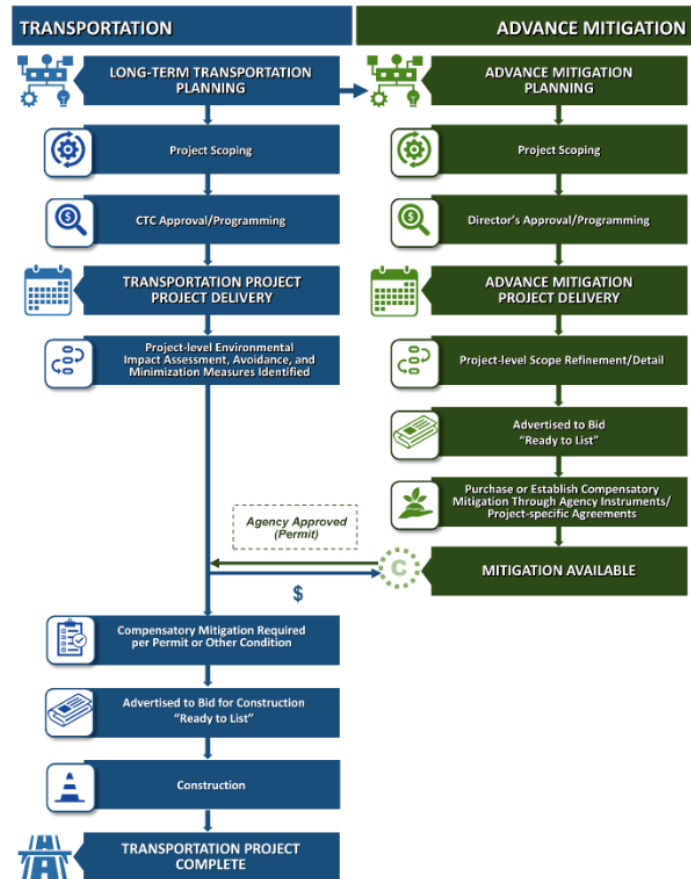 TRANSPORTATION
ADVANCE MITIGATION
LONG-TERM TRANSPORTATION
PLANNING
ADVANCE MITIGATION
PLANNING
Project Scoping
Project Scoping
CTC Approval/Programming
Director's Approval/Programming
TRANSPORTATION PROJECT
PROJECT DELIVERY
ADVANCE MITIGATION
PROJECT DELIVERY
Project-level Environmental
Impact Assessment, Avoidance, and
Minimization Measures Identified
Project-level Scope Refinement/Detail
Advertised to Bid
"Ready to List"
Purchase or Establish Compensatory
Mitigation Through Agency Instruments/
Project-specific Agreements
Agency Approved
(Permit)
C
MITIGATION AVAILABLE
$
Compensatory Mitigation Required
per Permit or Other Condition
Advertised to Bid for Construction
"Ready to List"
Construction
TRANSPORTATION PROJECT
COMPLETE